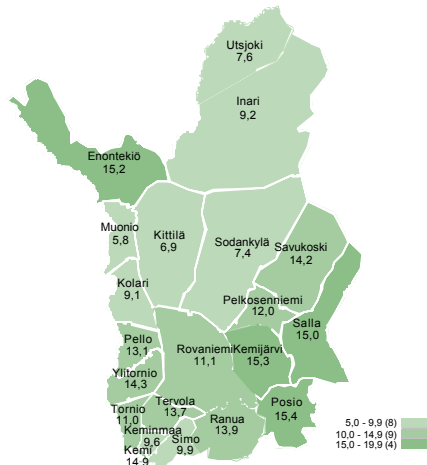 Utsjoki
7,6
Inari
9,2
Enontekiö
15,2
Muonio
5,8
Kittilä
6,9
Sodankylä
7,4
Savukoski
14,2
Kolari
9,1
Pelkosenniemi
12,0
Salla
15,0
Pello
13,1
Rovaniemi
11,1
Kemijärvi
15,3
Ylitornio
14,3
Tornio
11,0
Tervola
13,7
Ranua
13,9
Posio
15,4
Keminmaa
9,6
Simo
9,9
Kemi
14,9
5,0 - 9,9 (8)
10,0 - 14,9 (9)
15,0 - 19,9 (4)